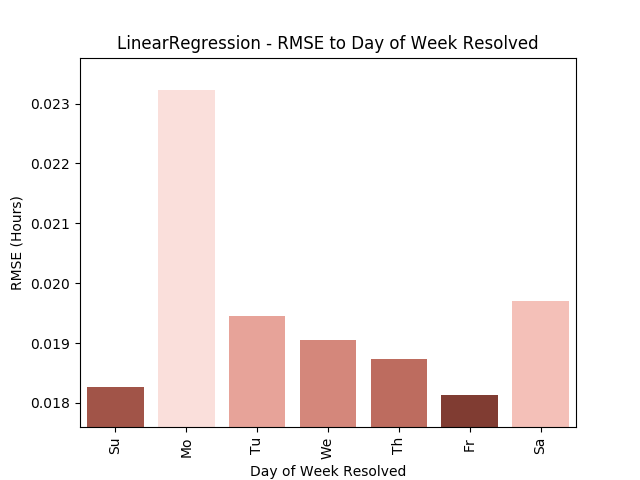 LinearRegression - RMSE to Day of Week Resolved
RMSE (Hours)
0.023
0.022
0.021
0.020
0.019
0.018
Su
Mo
Tu
We
Th
Fr
Sa
Day of Week Resolved